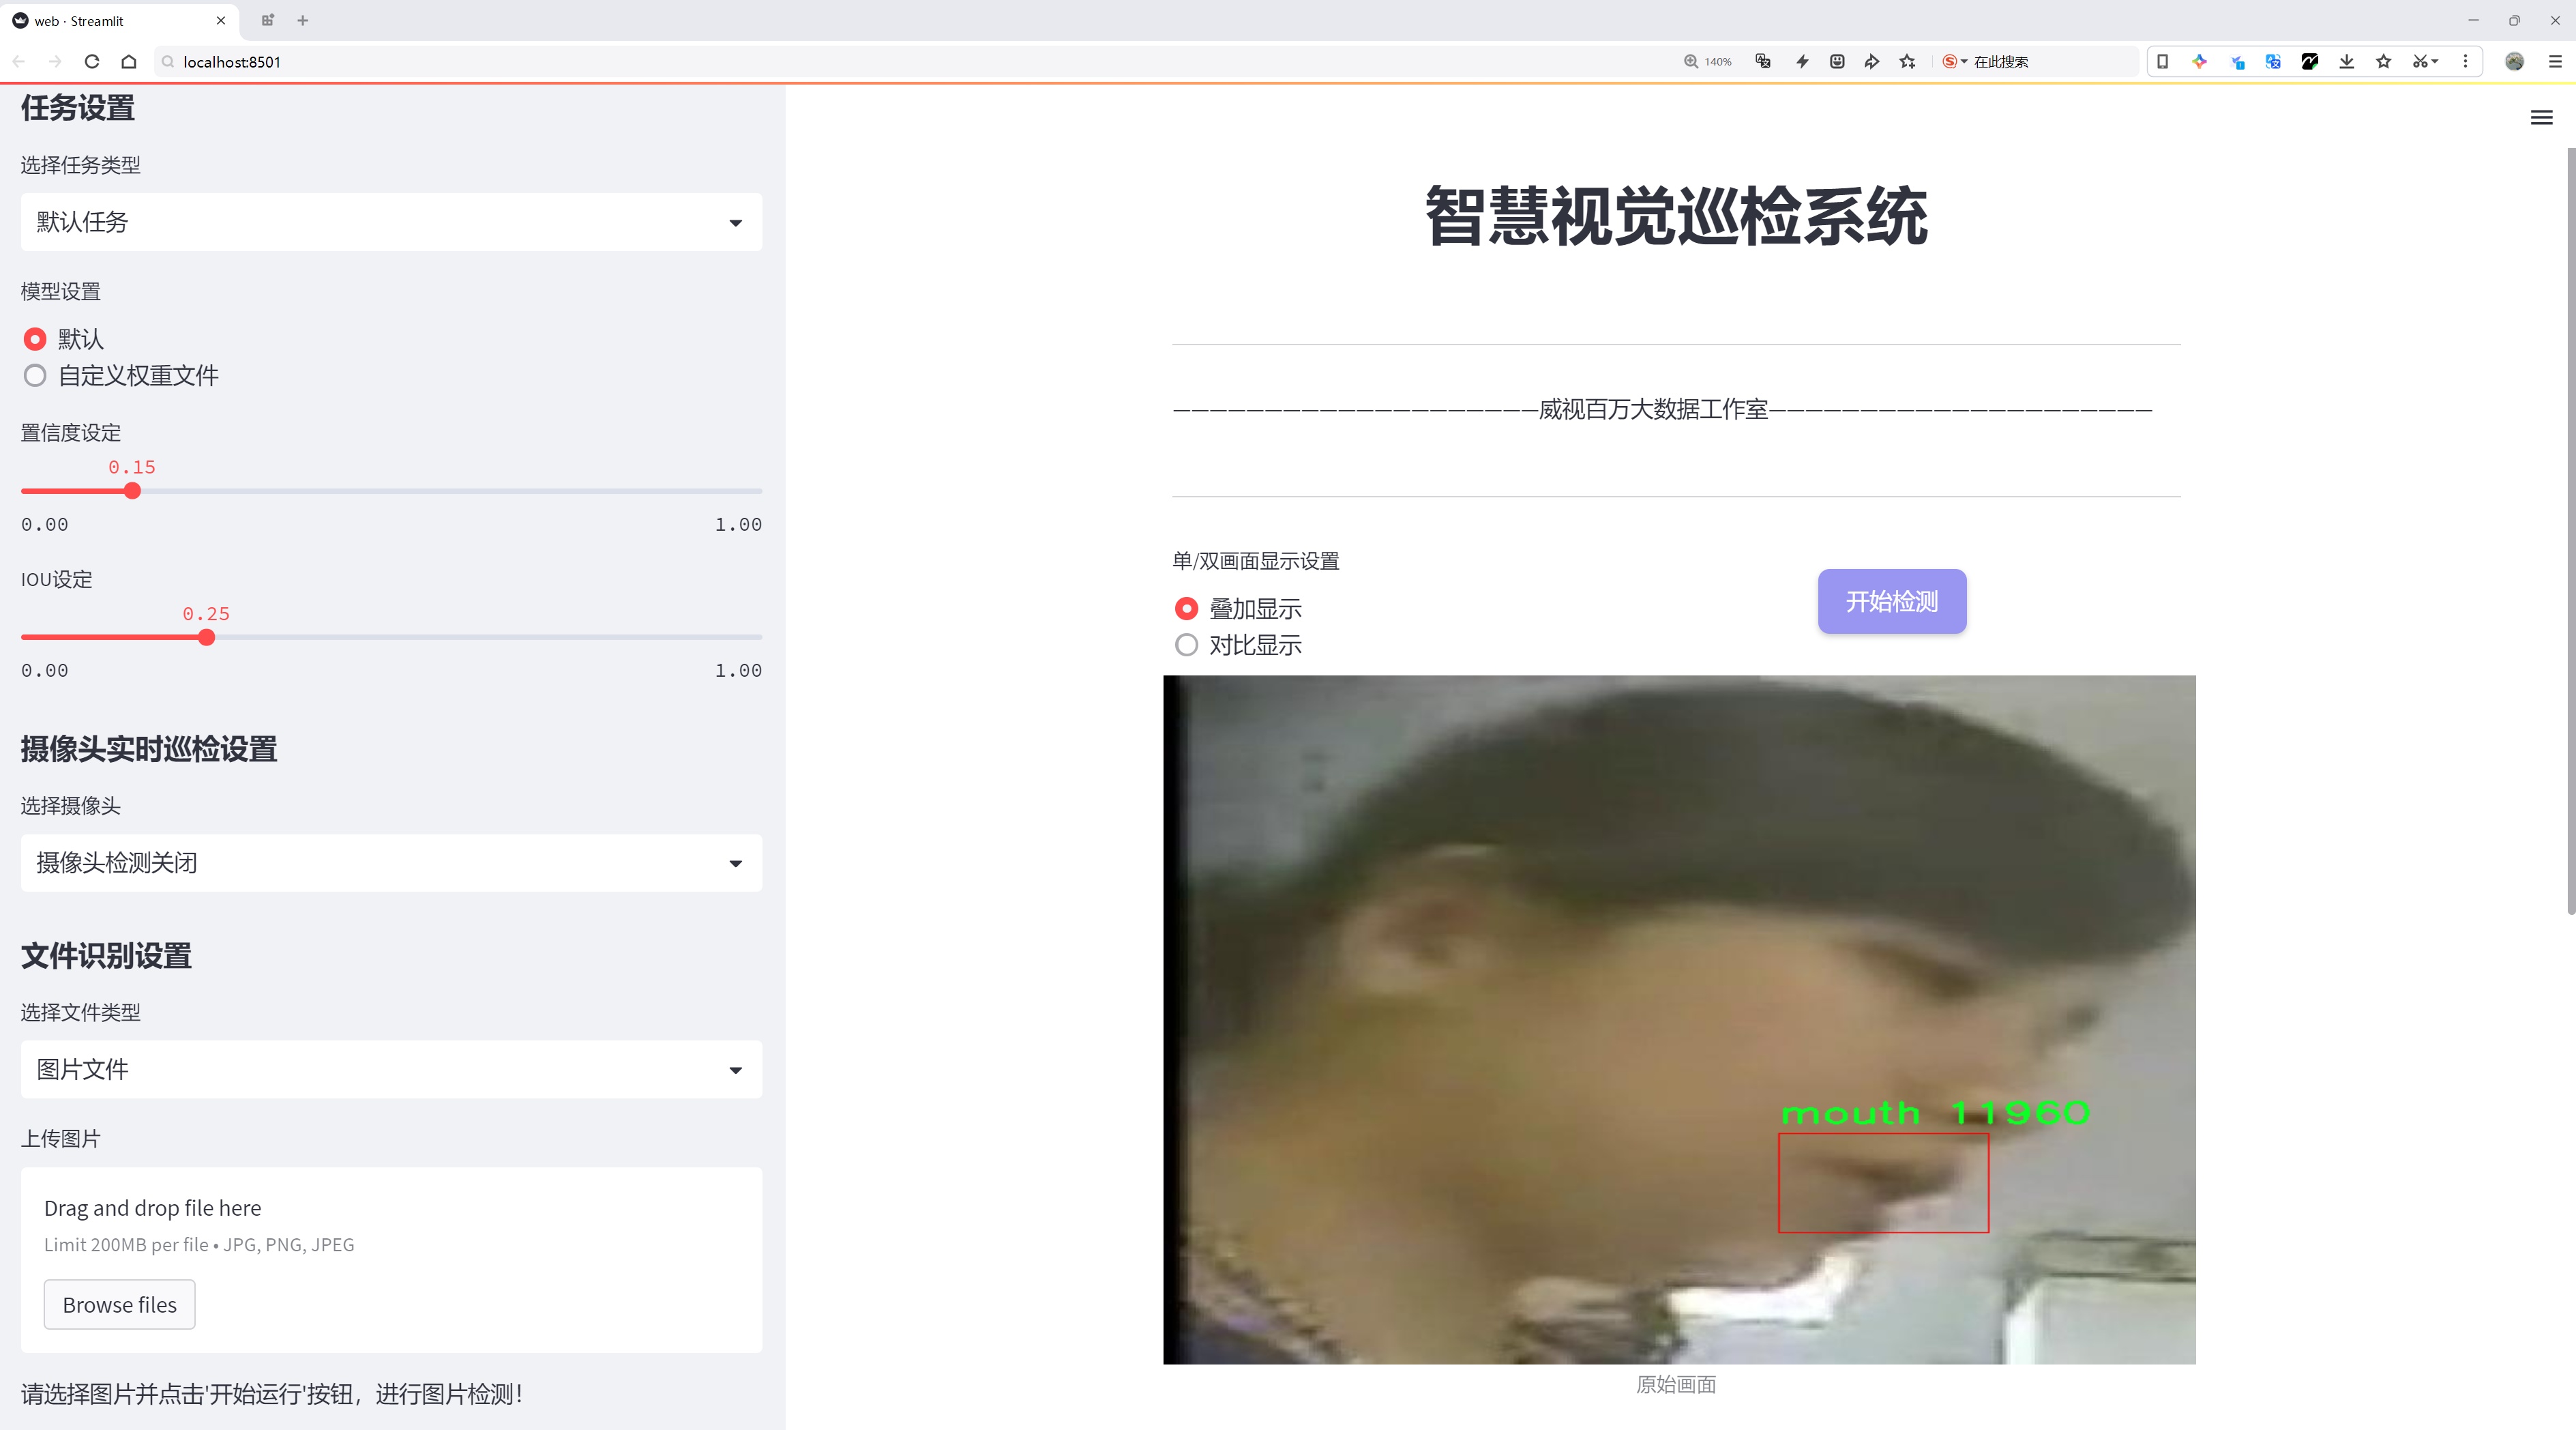 web · Streamlit
localhost:8501
140%
在此搜索
任务设置
选择任务类型
默认任务
模型设置
默认
自定义权重文件
置信度设定
0.15
0.00
1.00
IOU设定
0.25
0.00
1.00
摄像头实时巡检设置
选择摄像头
摄像头检测关闭
文件识别设置
选择文件类型
图片文件
上传图片
Drag and drop file here
Limit 200MB per file • JPG, PNG, JPEG
Browse files
请选择图片并点击'开始运行'按钮，进行图片检测！
智慧视觉巡检系统
—————————————————————威视百万大数据工作室——————————————————————
单/双画面显示设置
叠加显示
对比显示
开始检测
mouth 11960
原始画面